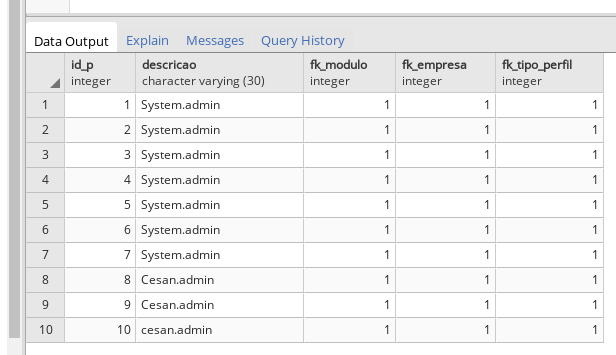 Data Output Explain Messages Query History
id_p descricao fk_modulo fk_empresa fk_tipo_perfil
integer character varying (30) integer integer integer
1 1 System.admin 1 1 1
2 2 System.admin 1 1 1
3 3 System.admin 1 1 1
4 4 System.admin 1 1 1
5 5 System.admin 1 1 1
6 6 System.admin 1 1 1
7 7 System.admin 1 1 1
8 8 Cesan.admin 1 1 1
9 9 Cesan.admin 1 1 1
10 10 cesan.admin 1 1 1